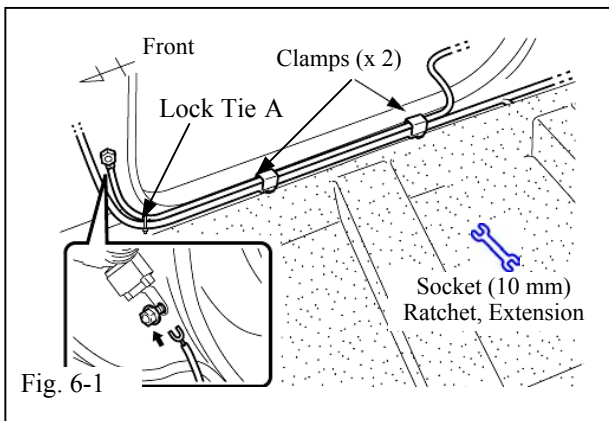 Front
Clamps (x 2)
Lock Tie A
Socket (10 mm)
Ratchet, Extension
Fig. 6-1